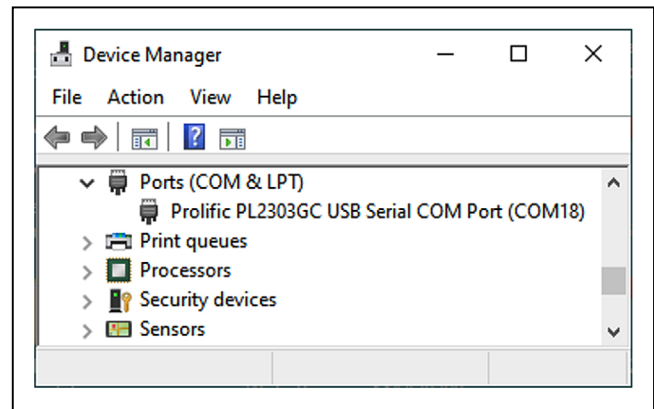 Device Manager
File Action View Help
Ports (COM & LPT)
Prolific PL2303GC USB Serial COM Port (COM18)
Print queues
Processors
Security devices
Sensors